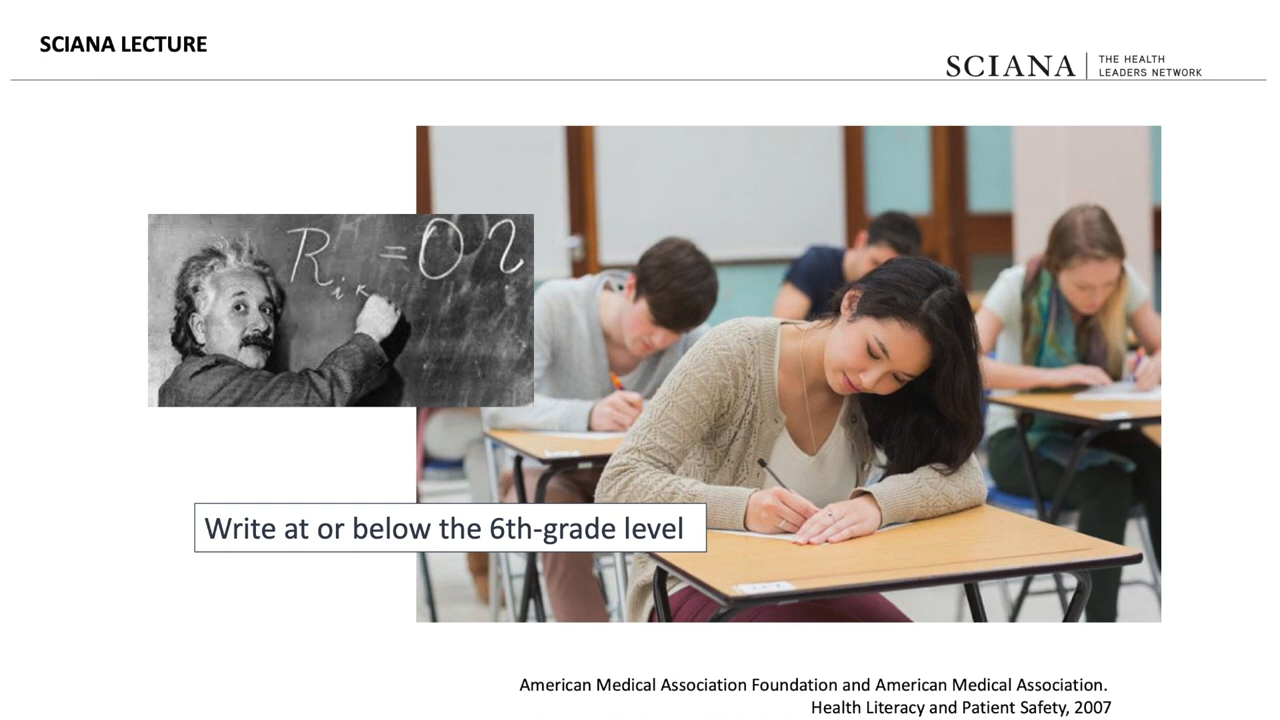 SCIANA LECTURE
SCIANA
THE HEALTH
LEADERS NETWORK
R i κ = 0 ?
Write at or below the 6th-grade level
American Medical Association Foundation and American Medical Association.
Health Literacy and Patient Safety, 2007